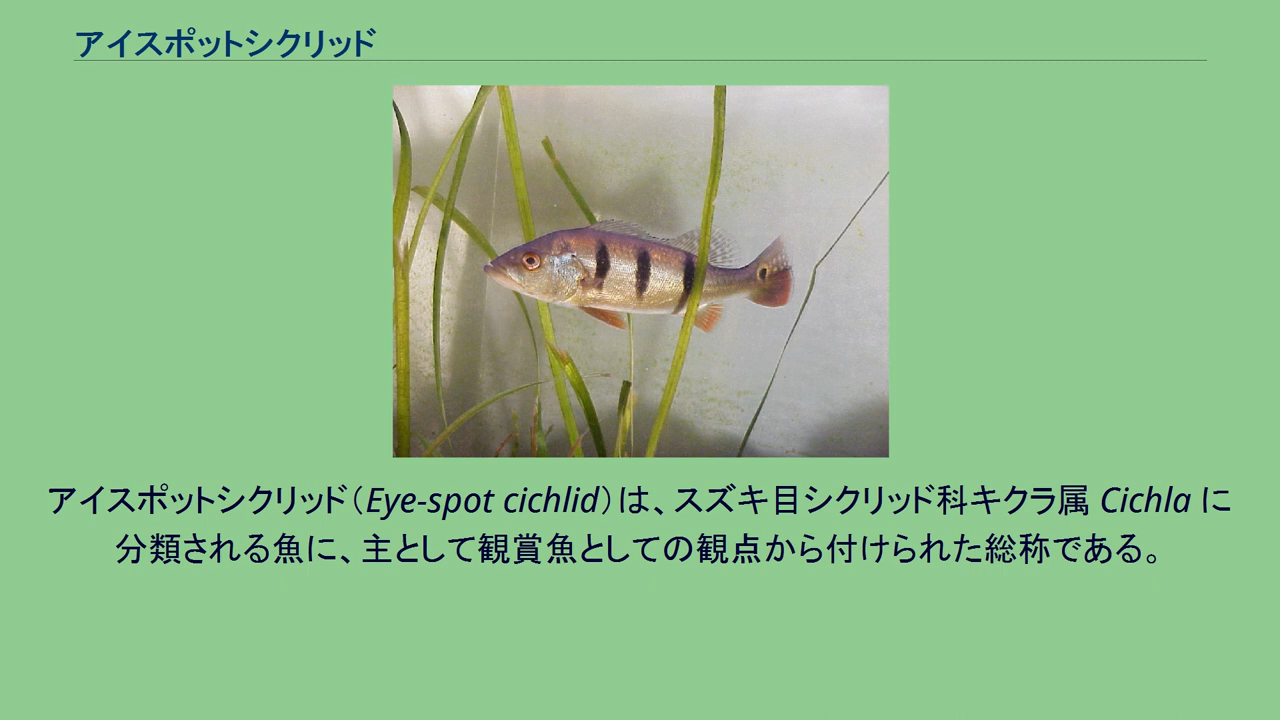 アイスポットシクリッド
アイスポットシクリッド（Eye-spot cichlid）は、スズキ目シクリッド科キクラ属 Cichla に
分類される魚に、主として観賞魚としての観点から付けられた総称である。